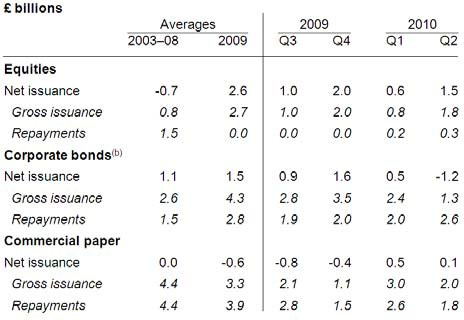 £ billions
Averages 2009 2010
2003–08 2009 Q3 Q4 Q1 Q2
Equities
Net issuance -0.7 2.6 1.0 2.0 0.6 1.5
Gross issuance 0.8 2.7 1.0 2.0 0.8 1.8
Repayments 1.5 0.0 0.0 0.0 0.2 0.3
Corporate bonds(b)
Net issuance 1.1 1.5 0.9 1.6 0.5 -1.2
Gross issuance 2.6 4.3 2.8 3.5 2.4 1.3
Repayments 1.5 2.8 1.9 2.0 2.0 2.6
Commercial paper
Net issuance 0.0 -0.6 -0.8 -0.4 0.5 0.1
Gross issuance 4.4 3.3 2.1 1.1 3.0 2.0
Repayments 4.4 3.9 2.8 1.5 2.6 1.8